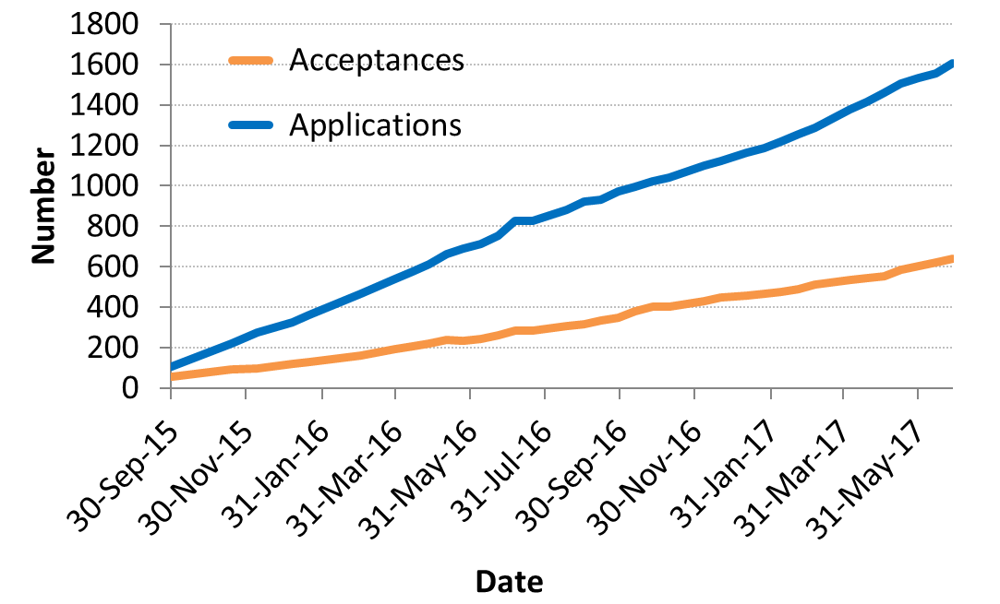 1800
1600
1400
1200
1000
800
600
400
200
0
Number
Acceptances
Applications
30-Sep-15
30-Nov-15
31-Jan-16
31-Mar-16
31-May-16
31-Jul-16
30-Sep-16
30-Nov-16
31-Jan-17
31-Mar-17
31-May-17
Date